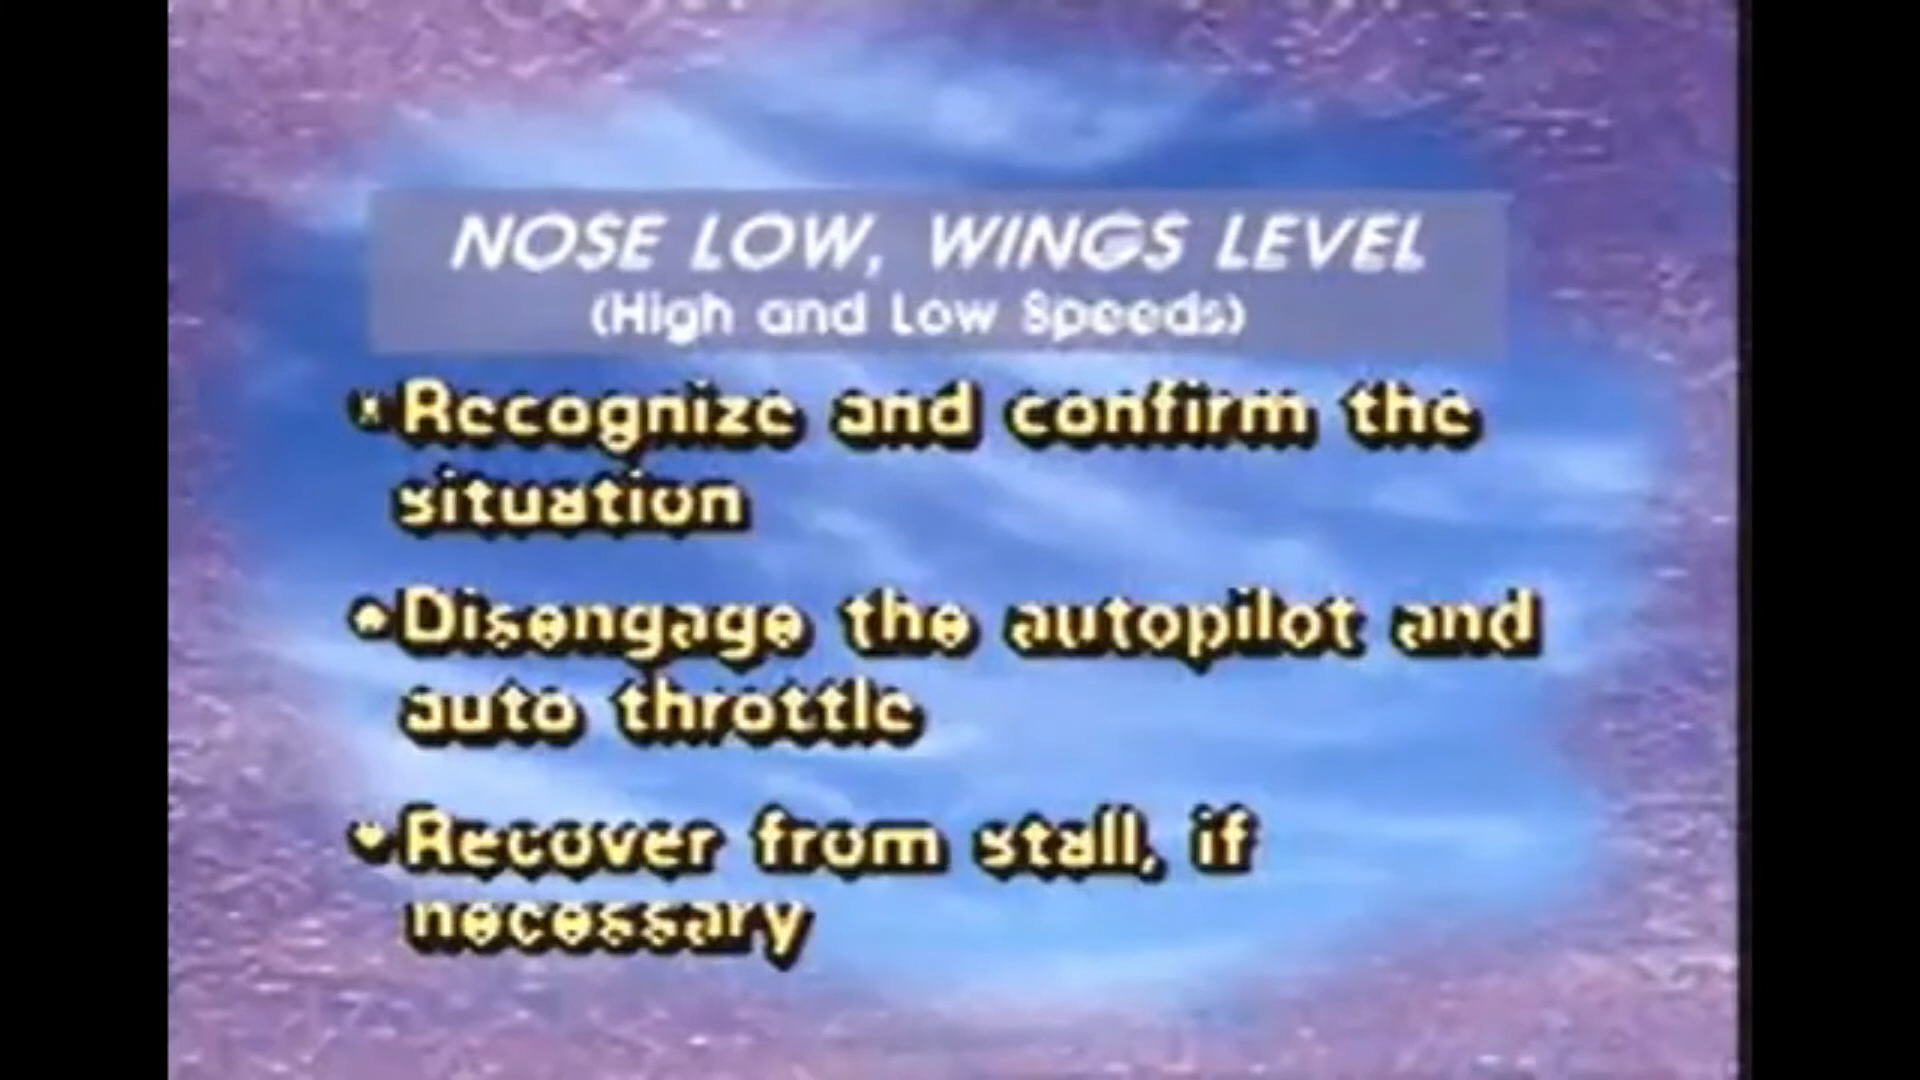 NOSE LOW, WINGS LEVEL
(High and Low Speeds)
• Recognize and confirm the
situation
• Disengage the autopilot and
auto throttle
• Recover from stall, if
necessary